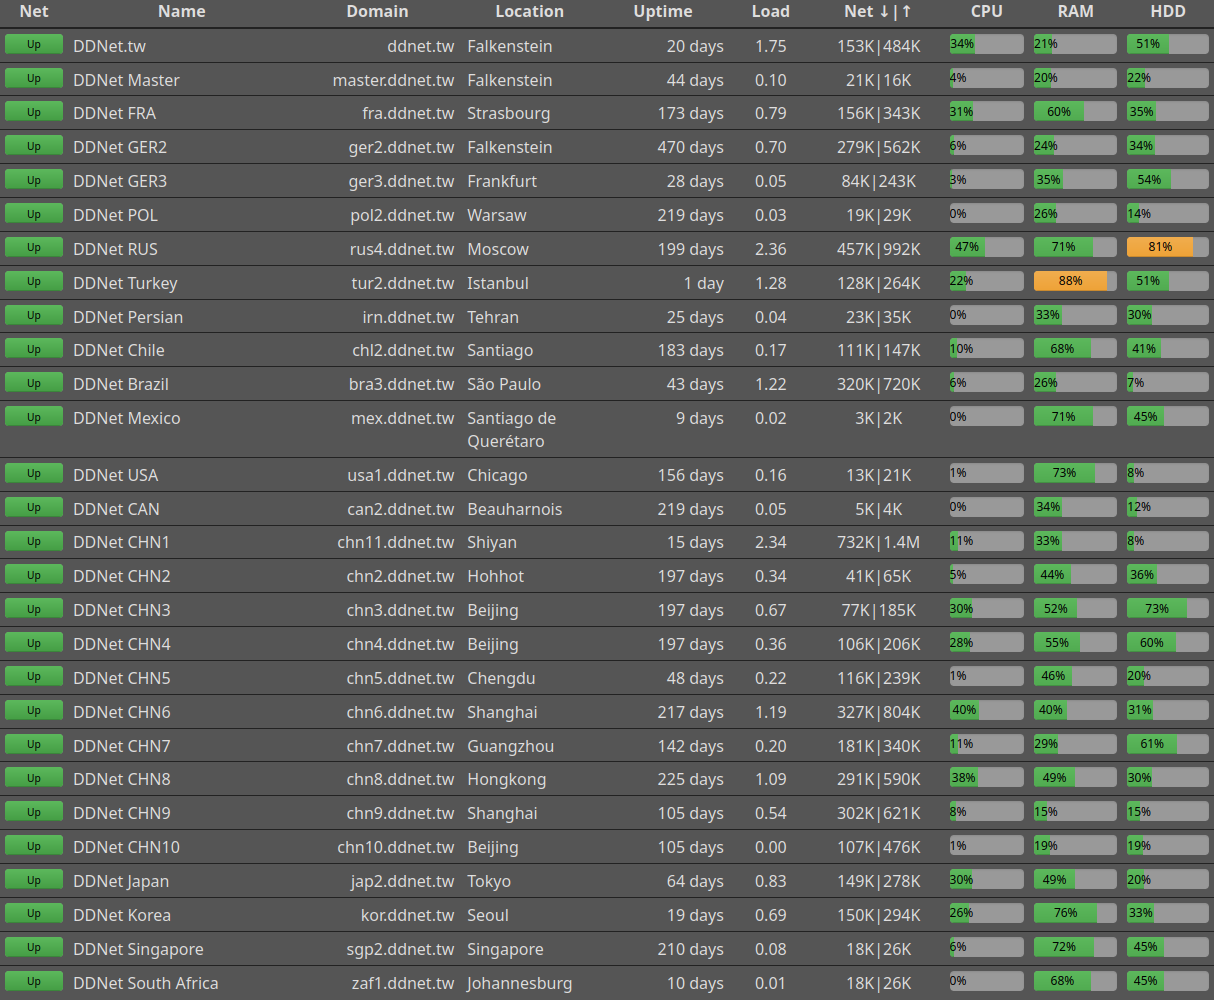 Net Name Domain Location Uptime Load Net ↓|↑ CPU RAM HDD
Up DDNet.tw ddnet.tw Falkenstein 20 days 1.75 153K|484K 34% 21% 51%
Up DDNet Master master.ddnet.tw Falkenstein 44 days 0.10 21K|16K 4% 20% 22%
Up DDNet FRA fra.ddnet.tw Strasbourg 173 days 0.79 156K|343K 31% 60% 35%
Up DDNet GER2 ger2.ddnet.tw Falkenstein 470 days 0.70 279K|562K 6% 24% 34%
Up DDNet GER3 ger3.ddnet.tw Frankfurt 28 days 0.05 84K|243K 3% 35% 54%
Up DDNet POL pol2.ddnet.tw Warsaw 219 days 0.03 19K|29K 0% 26% 14%
Up DDNet RUS rus4.ddnet.tw Moscow 199 days 2.36 457K|992K 47% 71% 81%
Up DDNet Turkey tur2.ddnet.tw Istanbul 1 day 1.28 128K|264K 22% 88% 51%
Up DDNet Persian irn.ddnet.tw Tehran 25 days 0.04 23K|35K 0% 33% 30%
Up DDNet Chile chl2.ddnet.tw Santiago 183 days 0.17 111K|147K 10% 68% 41%
Up DDNet Brazil bra3.ddnet.tw São Paulo 43 days 1.22 320K|720K 6% 26% 7%
Up DDNet Mexico mex.ddnet.tw Santiago de 9 days 0.02 3K|2K 0% 71% 45%
Querétaro
Up DDNet USA usa1.ddnet.tw Chicago 156 days 0.16 13K|21K 1% 73% 8%
Up DDNet CAN can2.ddnet.tw Beauharnois 219 days 0.05 5K|4K 0% 34% 12%
Up DDNet CHN1 chn11.ddnet.tw Shiyan 15 days 2.34 732K|1.4M 11% 33% 8%
Up DDNet CHN2 chn2.ddnet.tw Hohhot 197 days 0.34 41K|65K 5% 44% 36%
Up DDNet CHN3 chn3.ddnet.tw Beijing 197 days 0.67 77K|185K 30% 52% 73%
Up DDNet CHN4 chn4.ddnet.tw Beijing 197 days 0.36 106K|206K 28% 55% 60%
Up DDNet CHN5 chn5.ddnet.tw Chengdu 48 days 0.22 116K|239K 1% 46% 20%
Up DDNet CHN6 chn6.ddnet.tw Shanghai 217 days 1.19 327K|804K 40% 40% 31%
Up DDNet CHN7 chn7.ddnet.tw Guangzhou 142 days 0.20 181K|340K 11% 29% 61%
Up DDNet CHN8 chn8.ddnet.tw Hongkong 225 days 1.09 291K|590K 38% 49% 30%
Up DDNet CHN9 chn9.ddnet.tw Shanghai 105 days 0.54 302K|621K 8% 15% 15%
Up DDNet CHN10 chn10.ddnet.tw Beijing 105 days 0.00 107K|476K 1% 19% 19%
Up DDNet Japan jap2.ddnet.tw Tokyo 64 days 0.83 149K|278K 30% 49% 20%
Up DDNet Korea kor.ddnet.tw Seoul 19 days 0.69 150K|294K 26% 76% 33%
Up DDNet Singapore sgp2.ddnet.tw Singapore 210 days 0.08 18K|26K 6% 72% 45%
Up DDNet South Africa zaf1.ddnet.tw Johannesburg 10 days 0.01 18K|26K 0% 68% 45%